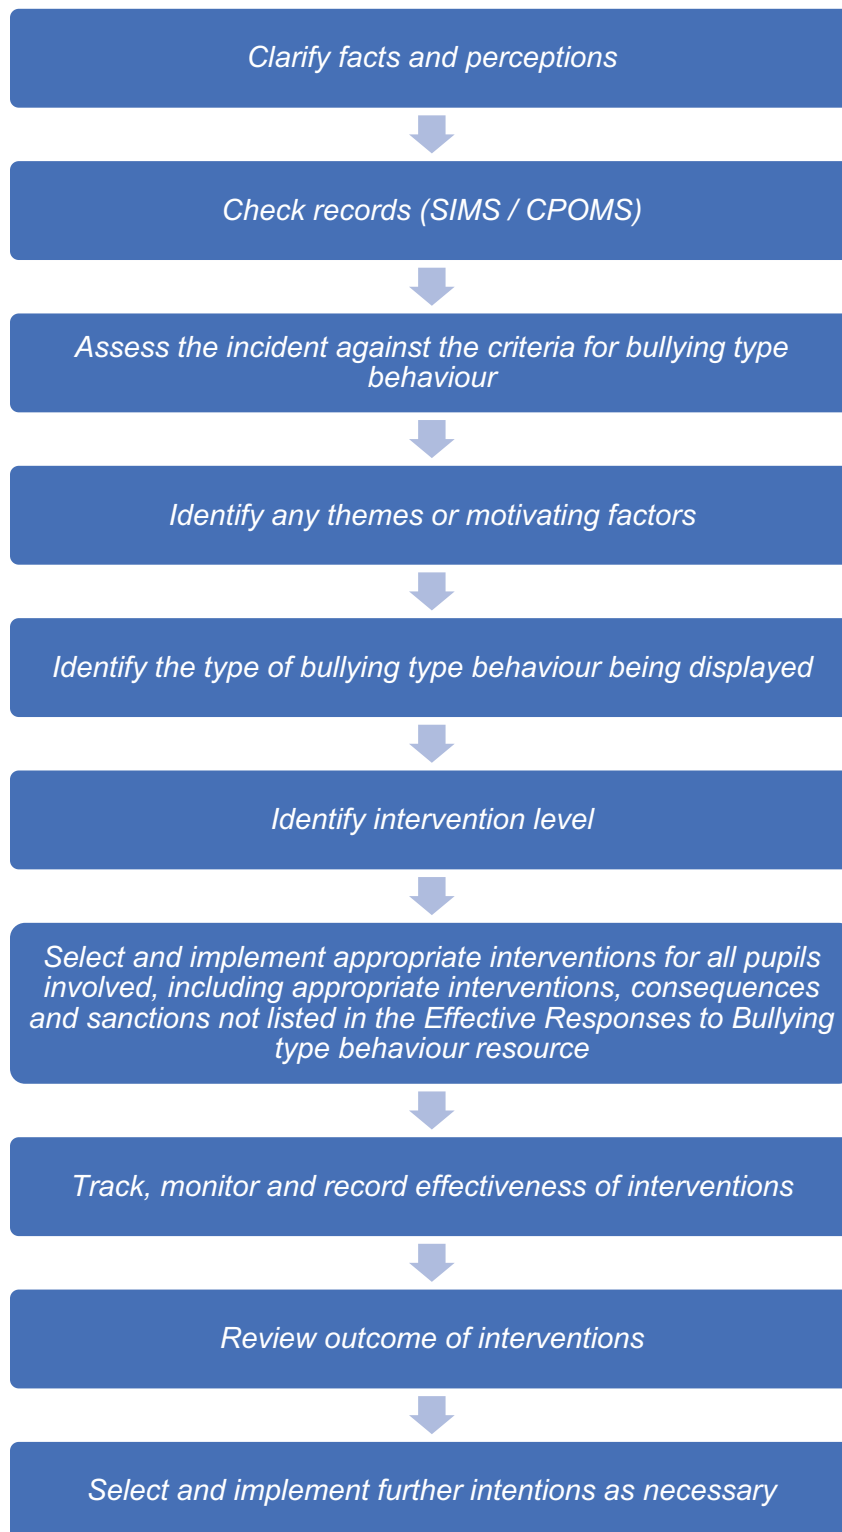 Clarify facts and perceptions
Check records (SIMS / CPOMS)
Assess the incident against the criteria for bullying type
behaviour
Identify any themes or motivating factors
Identify the type of bullying type behaviour being displayed
Identify intervention level
Select and implement appropriate interventions for all pupils
involved, including appropriate interventions, consequences
and sanctions not listed in the Effective Responses to Bullying
type behaviour resource
Track, monitor and record effectiveness of interventions
Review outcome of interventions
Select and implement further intentions as necessary